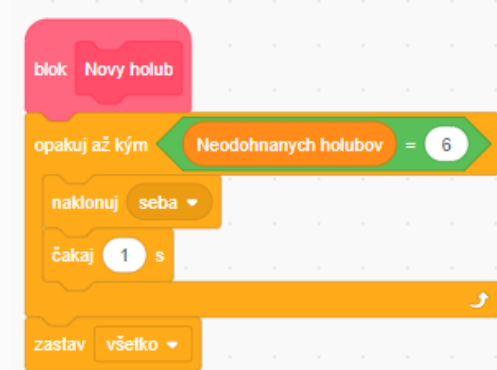 blok Novy holub
opakuj až kým Neodohnanych holubov = 6
naklonuj seba
čakaj 1 s
zastav všetko